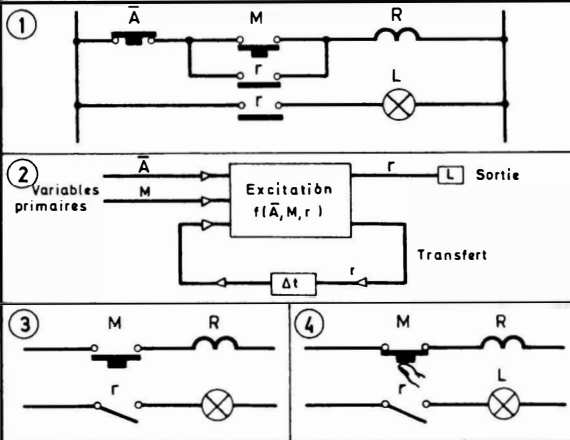 1
Ā M R
r
r L
2
Ā
Variables
primaires
M
Excitation
f(Ā,M,r)
r
L Sortie
Transfert
Δt
r
3
M R
r
4
M R
r L